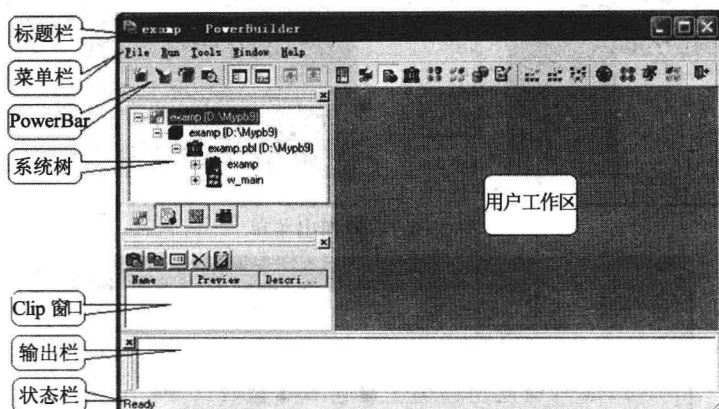 标题栏
examp - PowerBuilder
菜单栏
File Run Tools Window Help
PowerBar
系统树
examp (D:\Mypb9)
examp (D:\Mypb9)
examp.pbl (D:\Mypb9)
examp
w_main
用户工作区
Name Preview Descri...
Clip 窗口
输出栏
状态栏
Ready